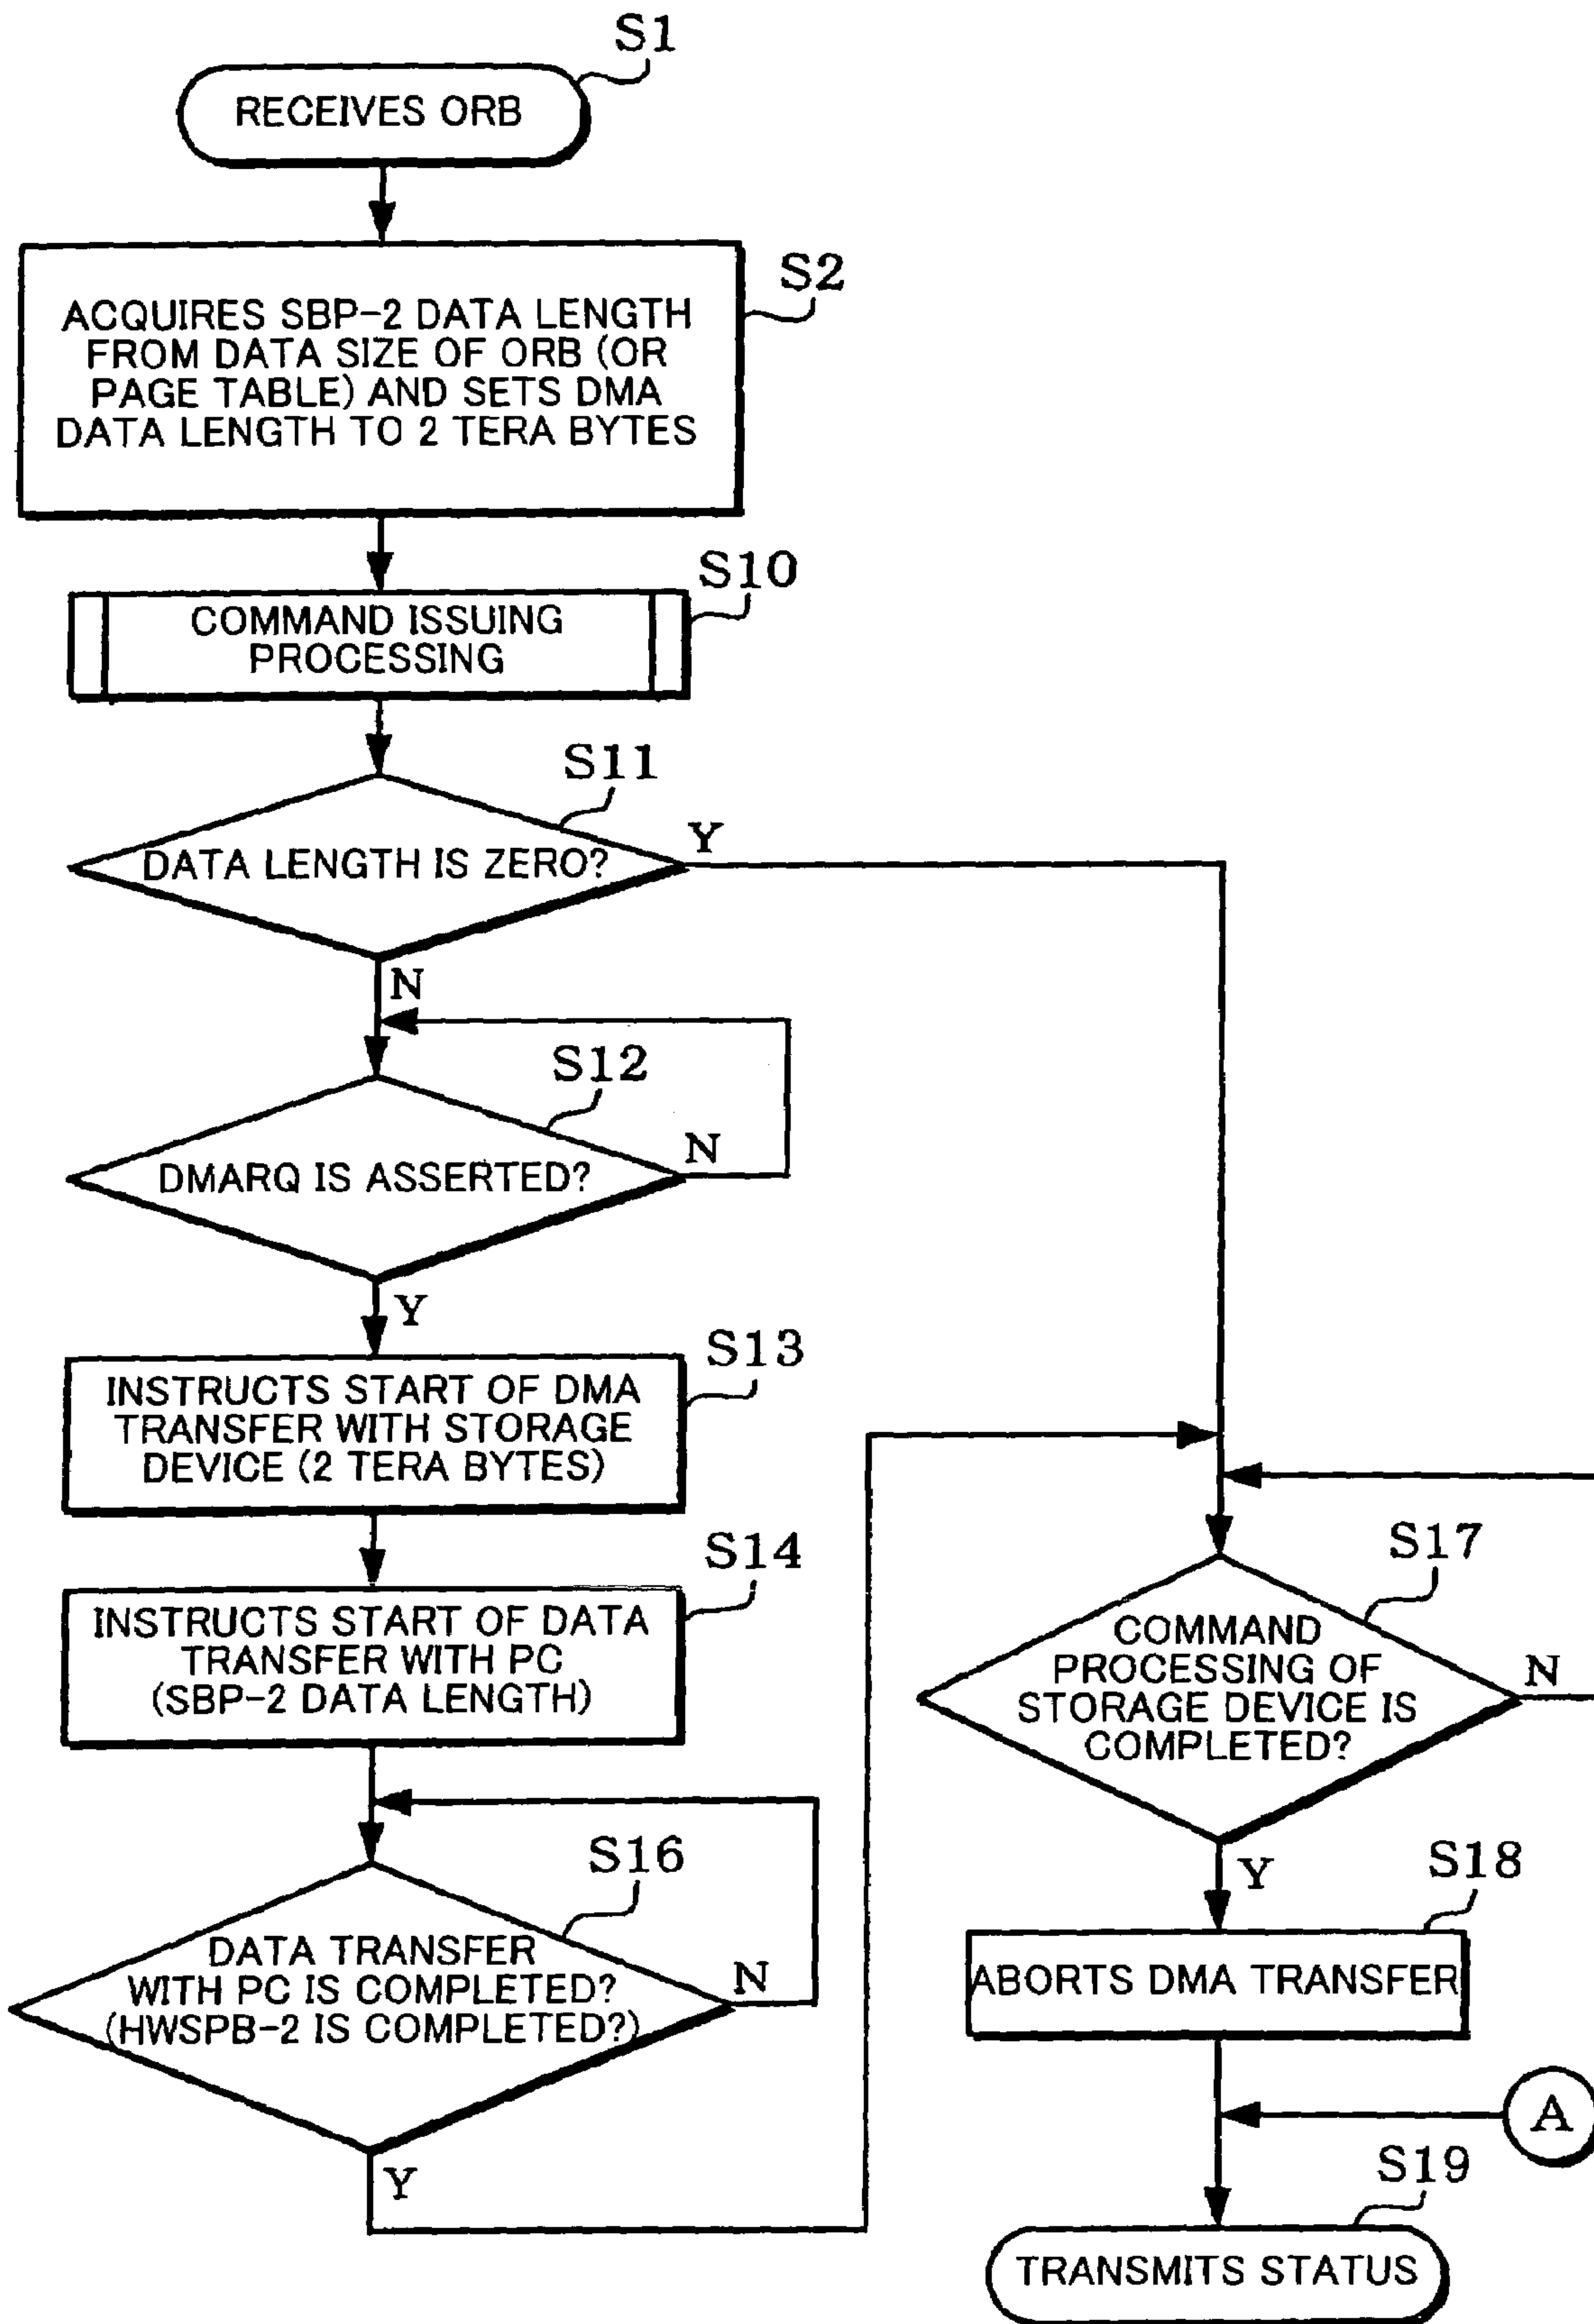 S1
RECEIVES ORB
S2
ACQUIRES SBP-2 DATA LENGTH
FROM DATA SIZE OF ORB (OR
PAGE TABLE) AND SETS DMA
DATA LENGTH TO 2 TERA BYTES
S10
COMMAND ISSUING
PROCESSING
S11
DATA LENGTH IS ZERO?
Y
N
S12
DMARQ IS ASSERTED?
N
Y
S13
INSTRUCTS START OF DMA
TRANSFER WITH STORAGE
DEVICE (2 TERA BYTES)
S14
INSTRUCTS START OF DATA
TRANSFER WITH PC
(SBP-2 DATA LENGTH)
S16
DATA TRANSFER
WITH PC IS COMPLETED?
(HWSPB-2 IS COMPLETED?)
N
Y
S17
COMMAND
PROCESSING OF
STORAGE DEVICE IS
COMPLETED?
N
Y
S18
ABORTS DMA TRANSFER
A
S19
TRANSMITS STATUS